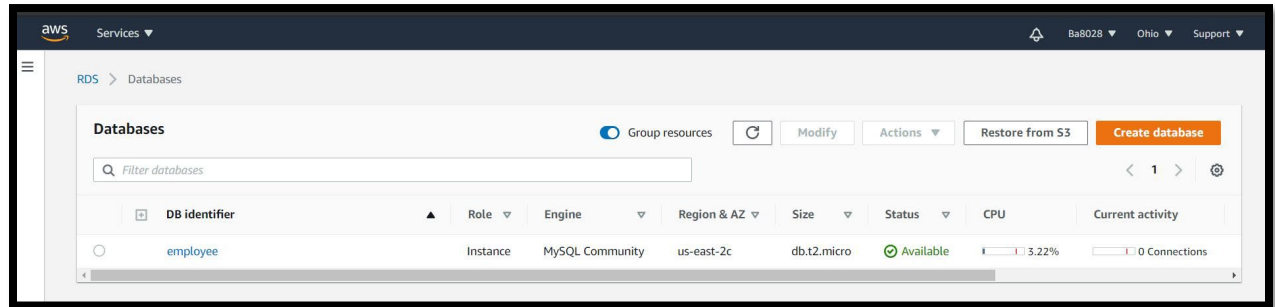 aws Services ▼ Ba8028 ▼ Ohio ▼ Support ▼
RDS > Databases
Databases Group resources Modify Actions ▼ Restore from S3 Create database
Filter databases < 1 >
DB identifier ▲ Role Engine Region & AZ Size Status CPU Current activity
employee Instance MySQL Community us-east-2c db.t2.micro Available 3.22% 0 Connections